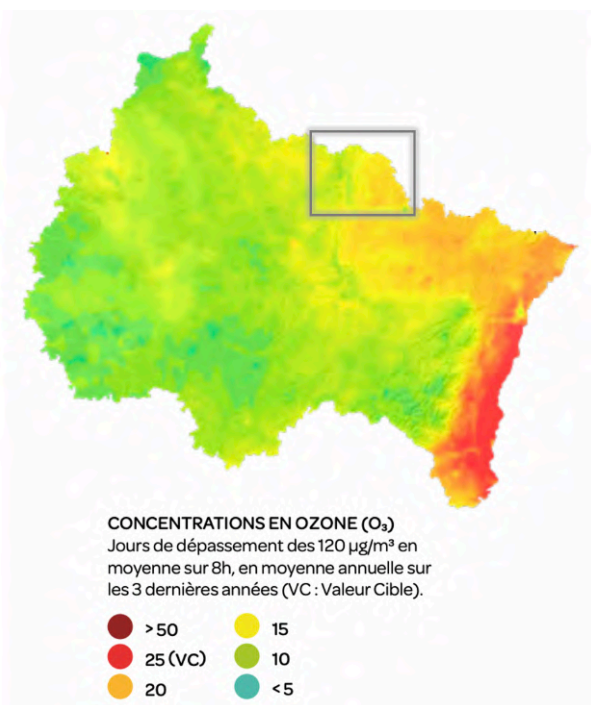 CONCENTRATIONS EN OZONE (O₃)
Jours de dépassement des 120 µg/m³ en
moyenne sur 8h, en moyenne annuelle sur
les 3 dernières années (VC : Valeur Cible).
> 50
25 (VC)
20
15
10
< 5